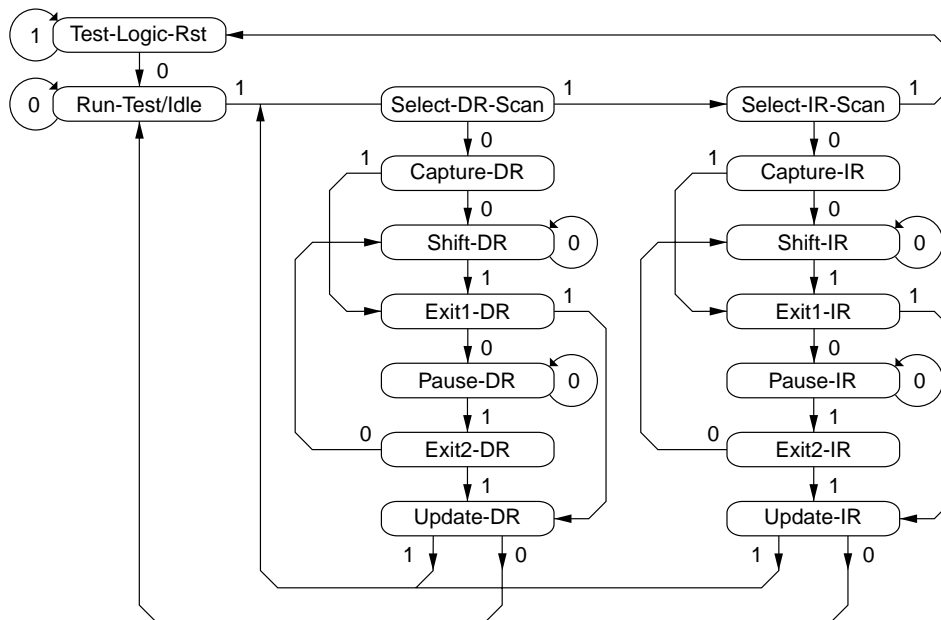 1 Test-Logic-Rst
0
0 Run-Test/Idle 1 Select-DR-Scan 1 Select-IR-Scan 1
0 0
1 Capture-DR 1 Capture-IR
0 0
Shift-DR 0 Shift-IR 0
1 1
Exit1-DR 1 Exit1-IR 1
0 0
Pause-DR 0 Pause-IR 0
1 1
0 Exit2-DR 0 Exit2-IR
1 1
Update-DR Update-IR
1 0 1 0